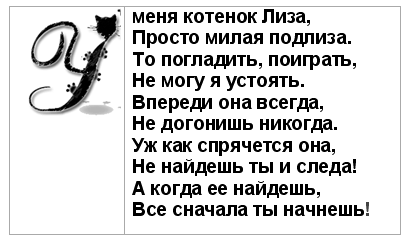 У меня котенок Лиза,
Просто милая подлиза.
То погладить, поиграть,
Не могу я устоять.
Впереди она всегда,
Не догонишь никогда.
Уж как спрячется она,
Не найдешь ты и следа!
А когда ее найдешь,
Все сначала ты начнешь!